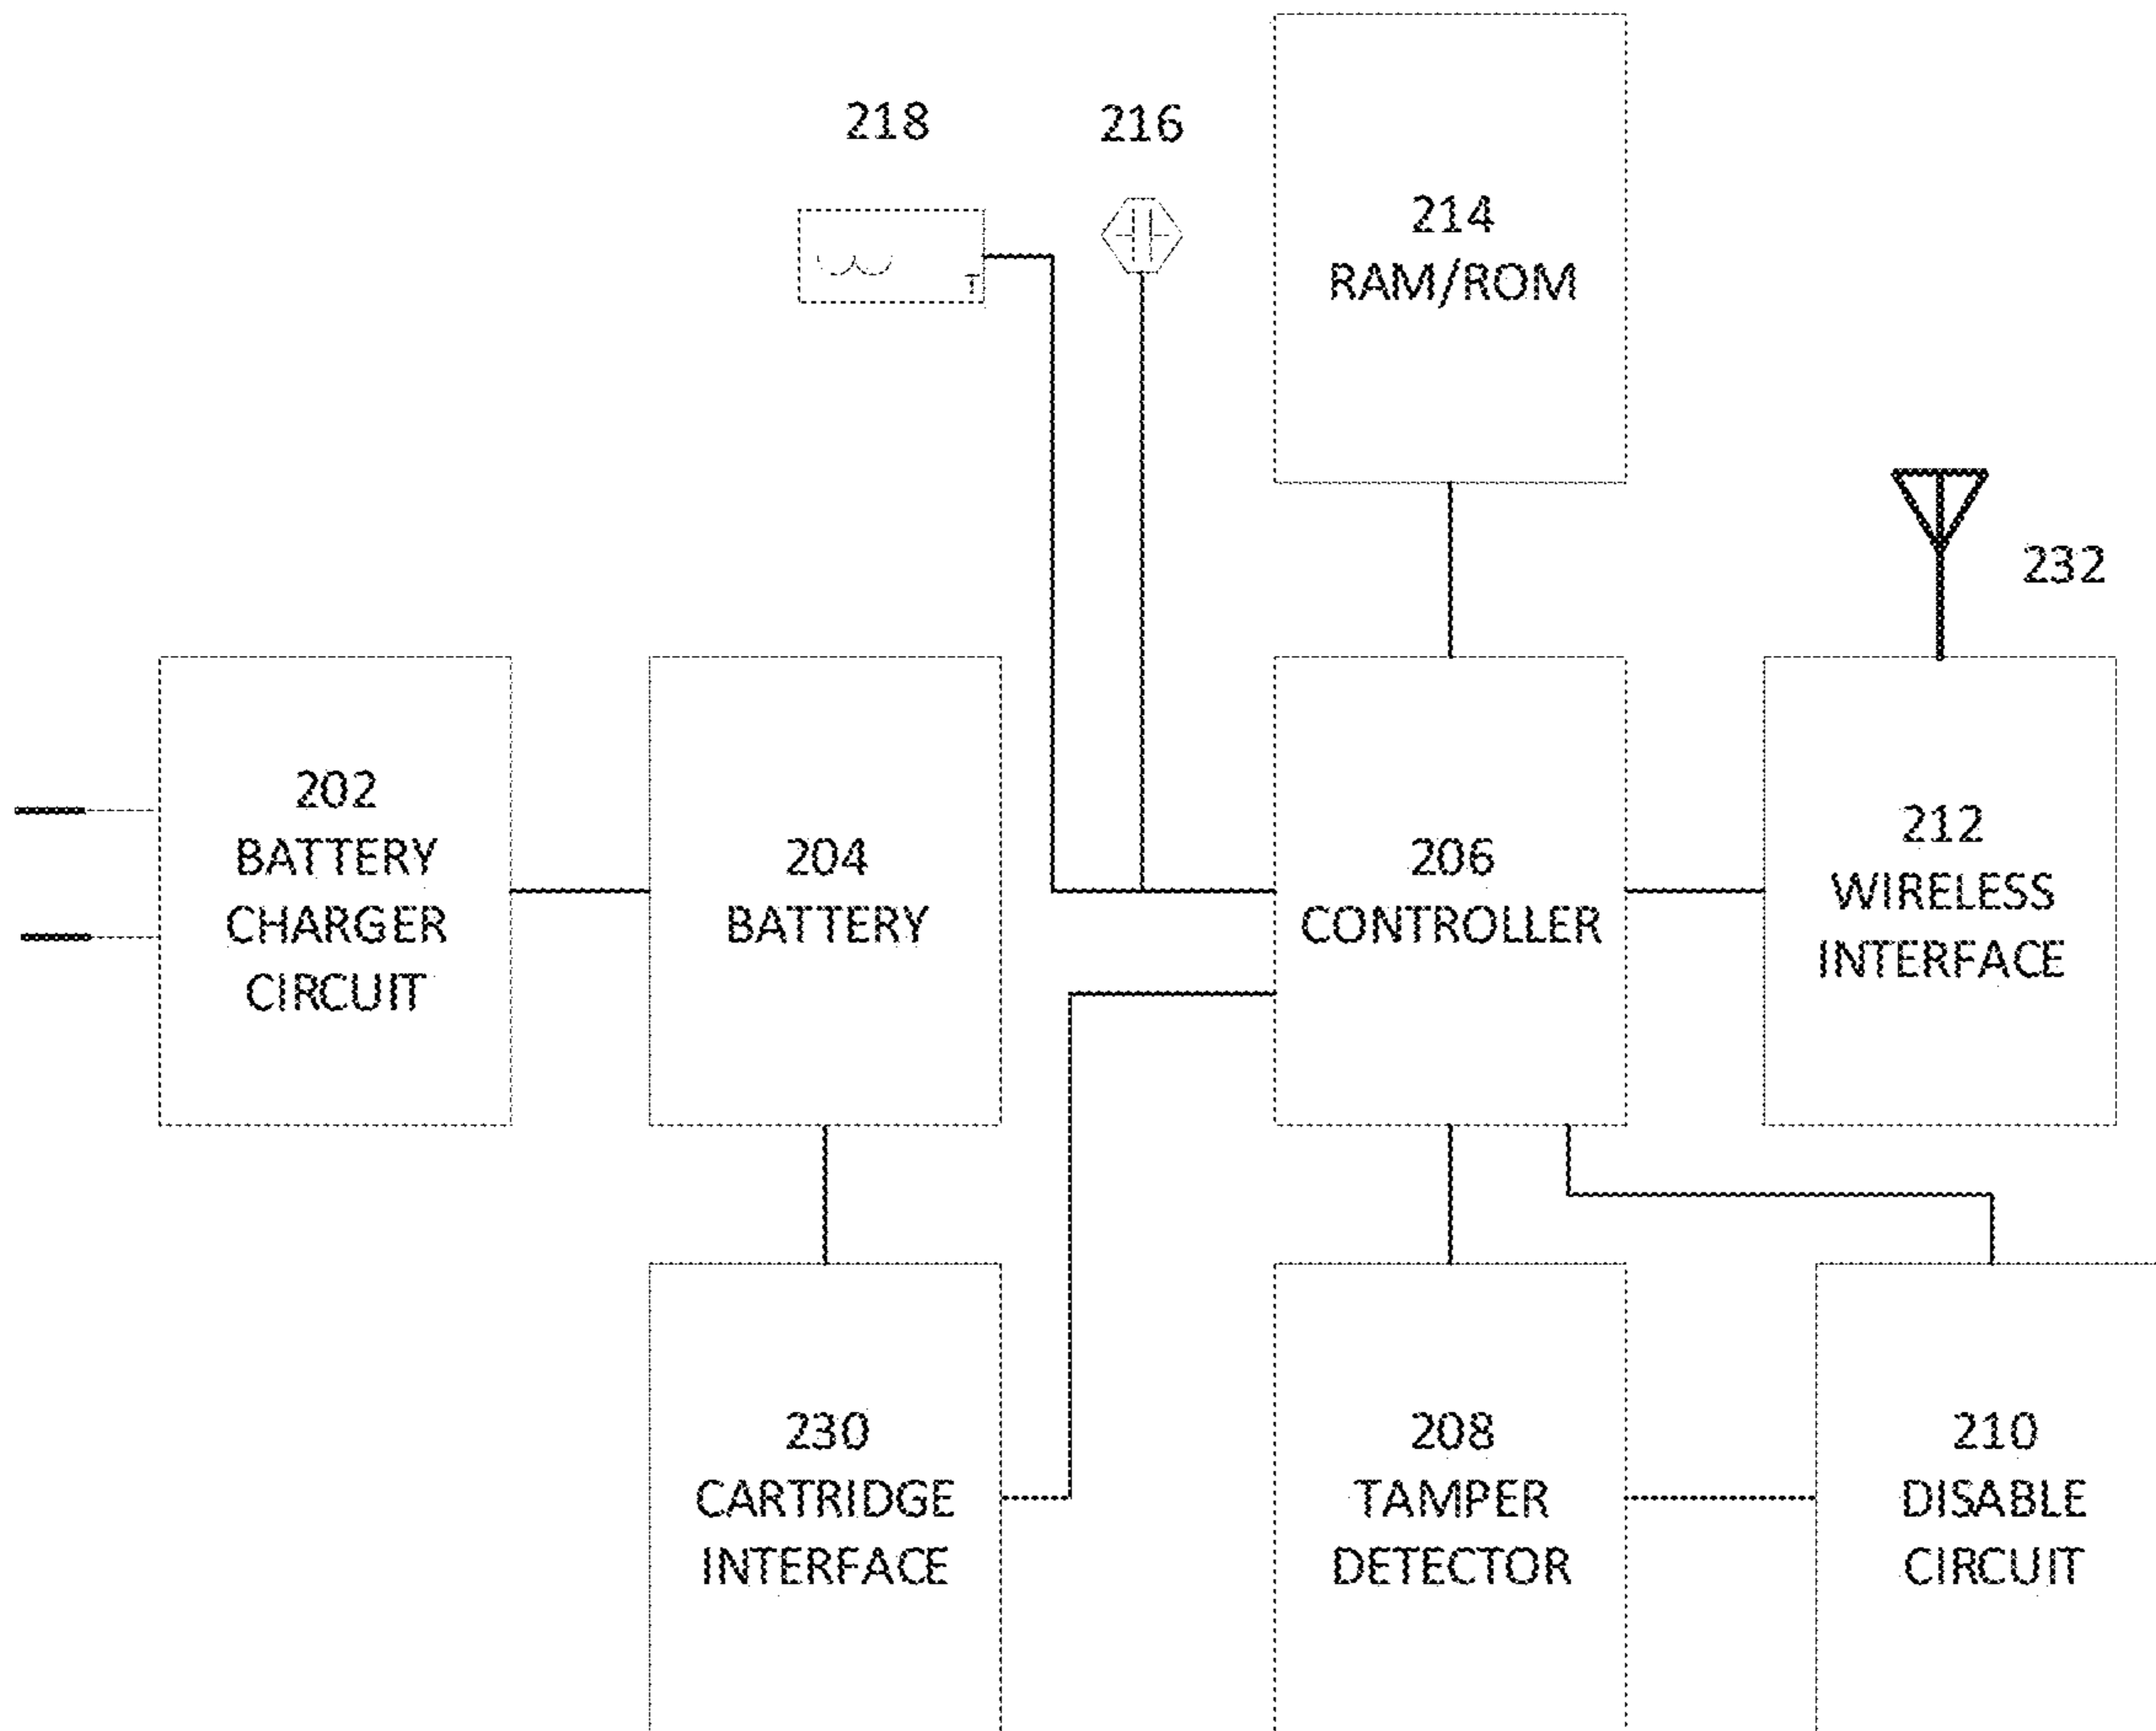 218
216
214
RAM/ROM
T
232
202
BATTERY
CHARGER
CIRCUIT
204
BATTERY
206
CONTROLLER
212
WIRELESS
INTERFACE
230
CARTRIDGE
INTERFACE
208
TAMPER
DETECTOR
210
DISABLE
CIRCUIT